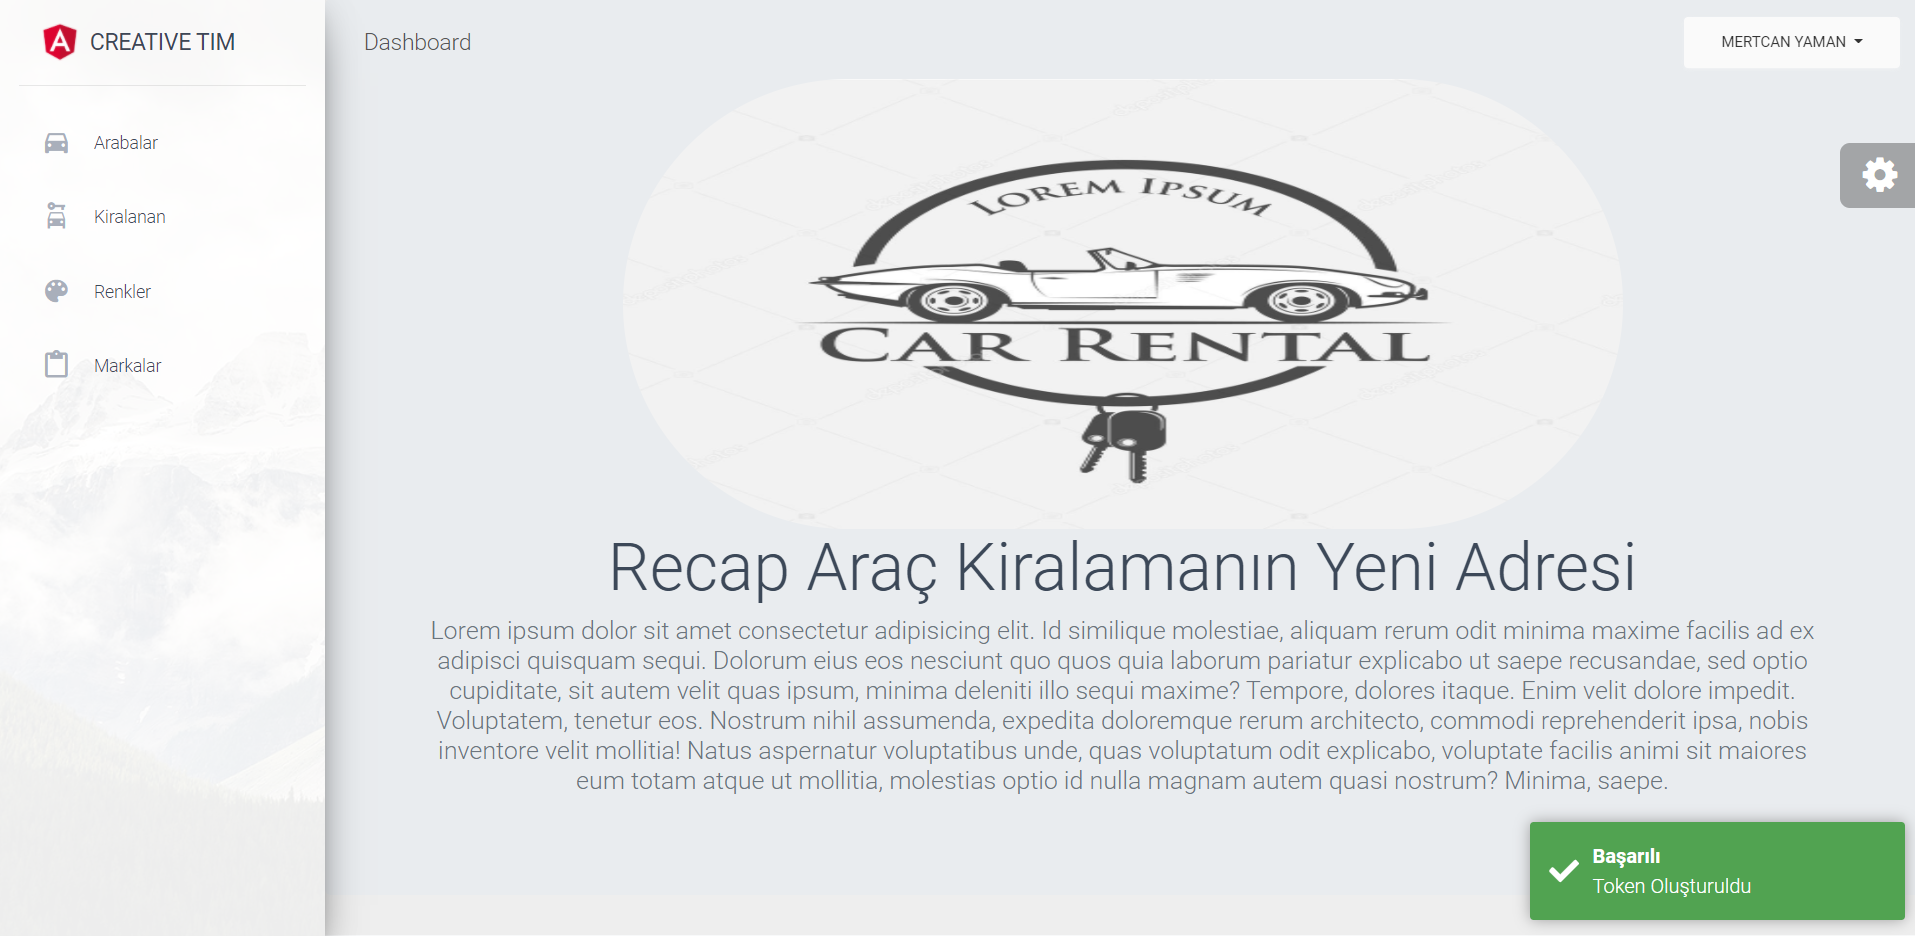 CREATIVE TIM
Dashboard
MERTCAN YAMAN
Arabalar
Kiralanan
Renkler
Markalar
LOREM IPSUM
CAR RENTAL
Recap Araç Kiralamanın Yeni Adresi
Lorem ipsum dolor sit amet consectetur adipisicing elit. Id similique molestiae, aliquam rerum odit minima maxime facilis ad ex
adipisci quisquam sequi. Dolorum eius eos nesciunt quo quos quia laborum pariatur explicabo ut saepe recusandae, sed optio
cupiditate, sit autem velit quas ipsum, minima deleniti illo sequi maxime? Tempore, dolores itaque. Enim velit dolore impedit.
Voluptatem, tenetur eos. Nostrum nihil assumenda, expedita doloremque rerum architecto, commodi reprehenderit ipsa, nobis
inventore velit mollitia! Natus aspernatur voluptatibus unde, quas voluptatum odit explicabo, voluptate facilis animi sit maiores
eum totam atque ut mollitia, molestias optio id nulla magnam autem quasi nostrum? Minima, saepe.
Başarılı
Token Oluşturuldu